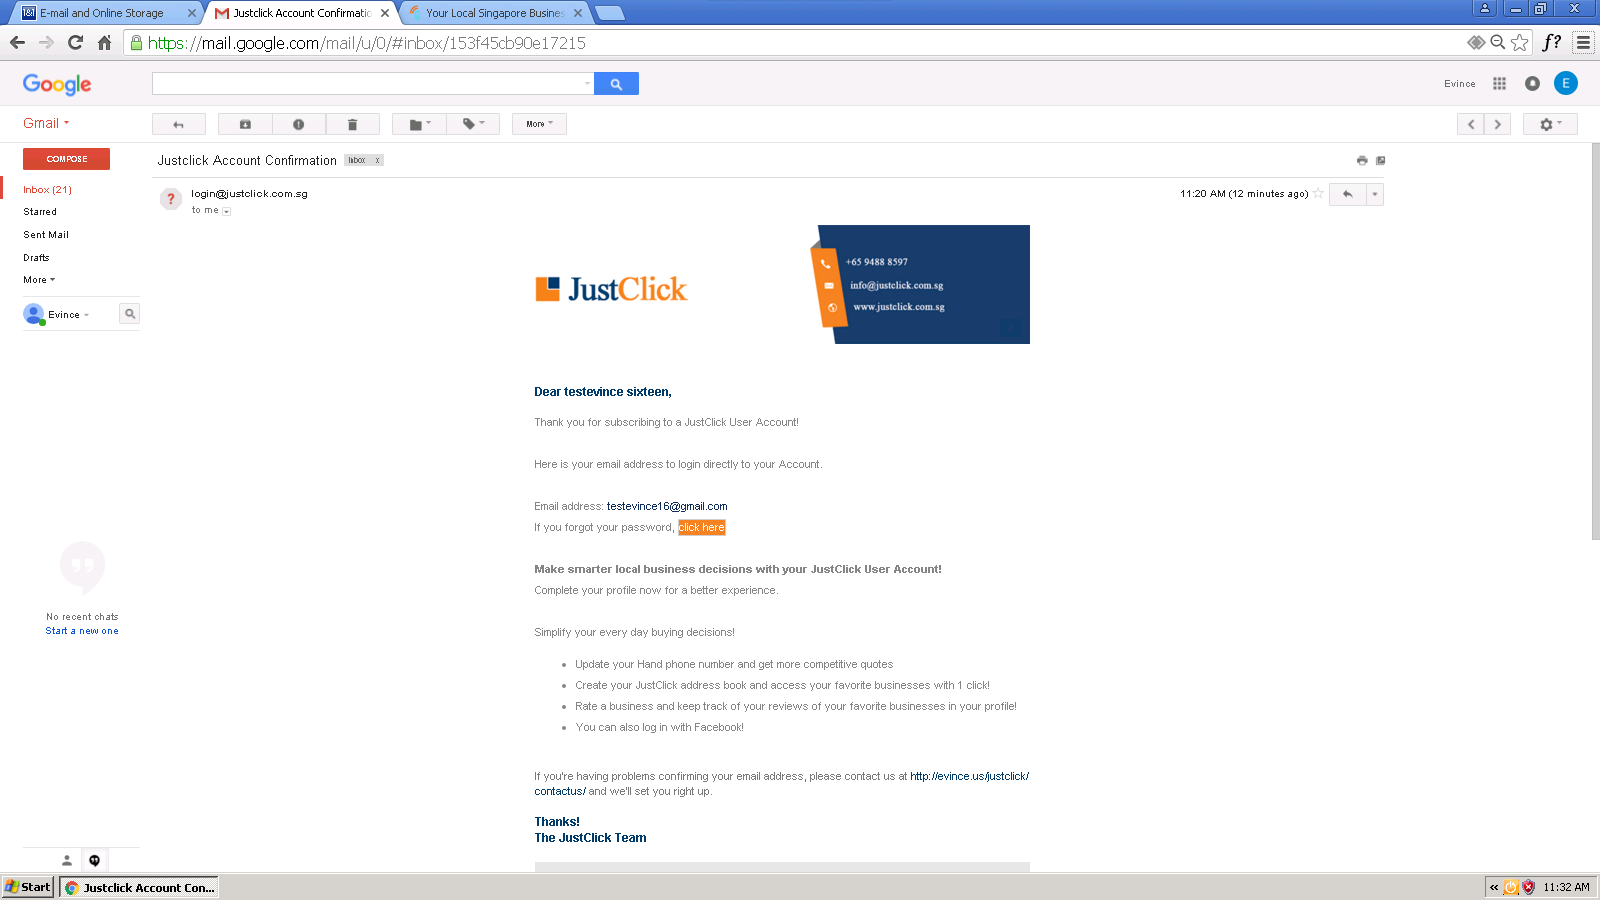 1&1 E-mail and Online Storage
Justclick Account Confirmatio
Your Local Singapore Busines
https://mail.google.com/mail/u/0/#inbox/153f45cb90e17215
f?
Google
Evince
E
Gmail
More
COMPOSE
Justclick Account Confirmation
Inbox x
Inbox (21)
Starred
Sent Mail
Drafts
More
Evince
?
login@justclick.com.sg
to me
11:20 AM (12 minutes ago)
JustClick
+65 9488 8597
info@justclick.com.sg
www.justclick.com.sg
Dear testevince sixteen,
Thank you for subscribing to a JustClick User Account!
Here is your email address to login directly to your Account.
Email address: testevince16@gmail.com
If you forgot your password, click here
Make smarter local business decisions with your JustClick User Account!
Complete your profile now for a better experience.
Simplify your every day buying decisions!
• Update your Hand phone number and get more competitive quotes
• Create your JustClick address book and access your favorite businesses with 1 click!
• Rate a business and keep track of your reviews of your favorite businesses in your profile!
• You can also log in with Facebook!
If you're having problems confirming your email address, please contact us at http://evince.us/justclick/
contactus/ and we'll set you right up.
Thanks!
The JustClick Team
No recent chats
Start a new one
Start
Justclick Account Con...
11:32 AM